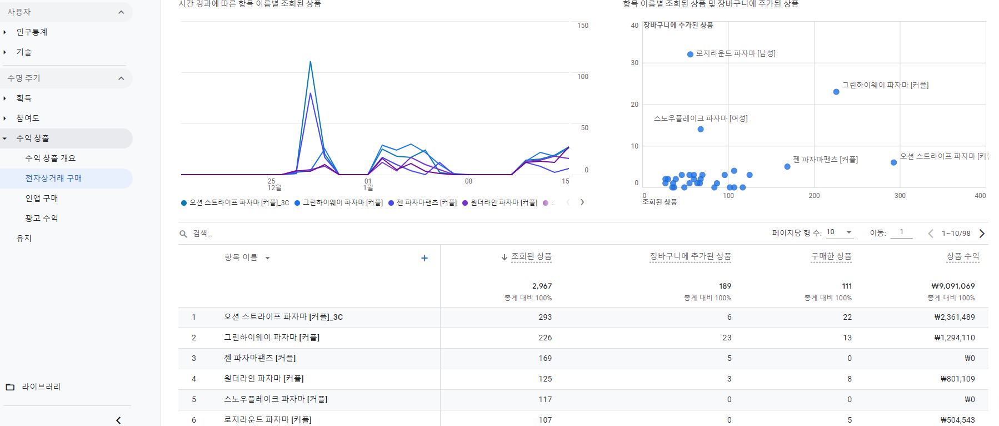 사용자
인구통계
기술
수명 주기
획득
참여도
수익 창출
수익 창출 개요
전자상거래 구매
인앱 구매
광고 수익
유지
라이브러리
시간 경과에 따른 항목 이름별 조회된 상품
150
100
50
0
25
12월
01
1월
08
15
오션 스트라이프 파자마 [커플]_3C
그린하이웨이 파자마 [커플]
젠 파자마팬츠 [커플]
원더라인 파자마 [커플]
항목 이름별 조회된 상품 및 장바구니에 추가된 상품
40
장바구니에 추가된 상품
로지라운드 파자마 [남성]
30
그린하이웨이 파자마 [커플]
20
스노우플레이크 파자마 [여성]
10
오션 스트라이프 파자마 [커플
젠 파자마팬츠 [커플]
0
0
100
200
300
400
조회된 상품
검색...
페이지당 행 수: 10
이동: 1
1~10/98
항목 이름 + 조회된 상품 장바구니에 추가된 상품 구매한 상품 상품 수익
2,967 189 111 ₩9,091,069
총계 대비 100% 총계 대비 100% 총계 대비 100% 총계 대비 100%
1 오션 스트라이프 파자마 [커플]_3C 293 6 22 ₩2,361,489
2 그린하이웨이 파자마 [커플] 226 23 13 ₩1,294,110
3 젠 파자마팬츠 [커플] 169 5 0 ₩0
4 원더라인 파자마 [커플] 125 3 8 ₩801,109
5 스노우플레이크 파자마 [커플] 117 0 0 ₩0
6 로지라운드 파자마 [커플] 107 0 5 ₩504,543